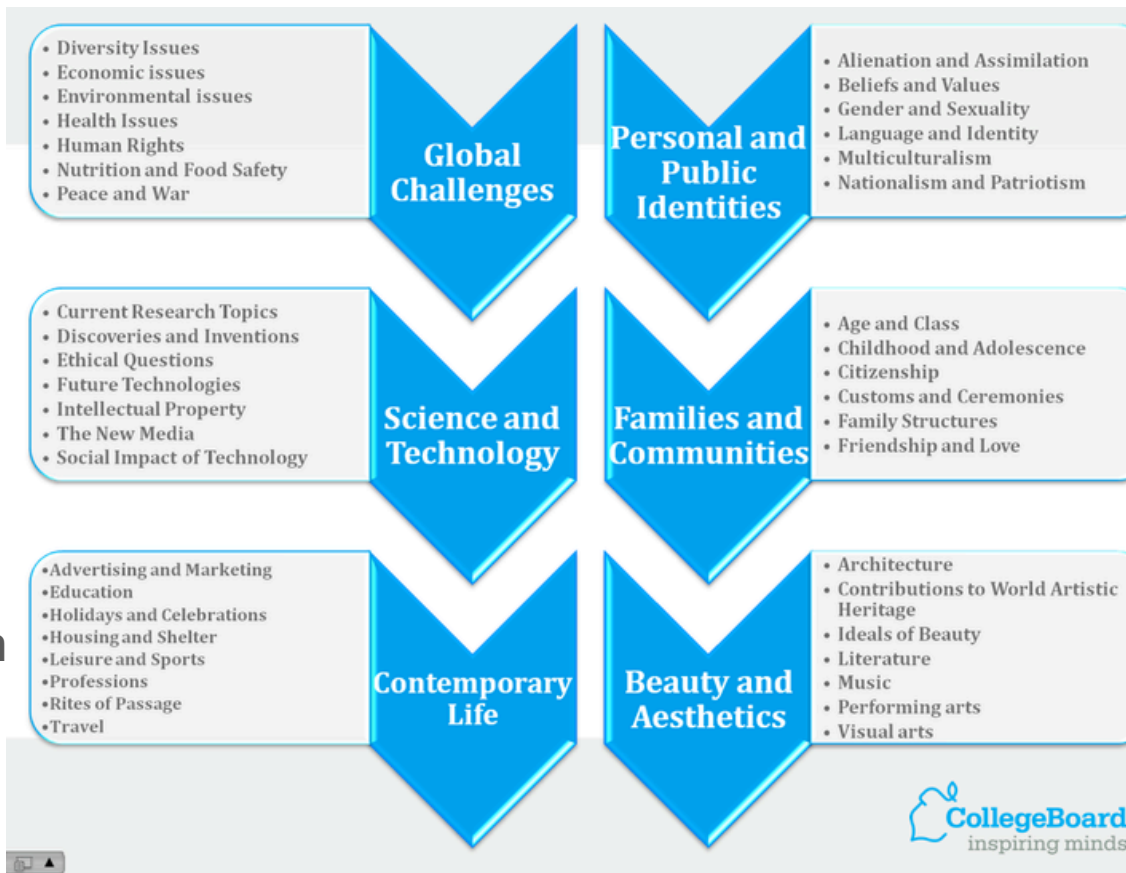 • Diversity Issues
• Economic issues
• Environmental issues
• Health Issues
• Human Rights
• Nutrition and Food Safety
• Peace and War
Global
Challenges
Personal and
Public
Identities
• Alienation and Assimilation
• Beliefs and Values
• Gender and Sexuality
• Language and Identity
• Multiculturalism
• Nationalism and Patriotism
• Current Research Topics
• Discoveries and Inventions
• Ethical Questions
• Future Technologies
• Intellectual Property
• The New Media
• Social Impact of Technology
Science and
Technology
Families and
Communities
• Age and Class
• Childhood and Adolescence
• Citizenship
• Customs and Ceremonies
• Family Structures
• Friendship and Love
•Advertising and Marketing
•Education
•Holidays and Celebrations
•Housing and Shelter
•Leisure and Sports
•Professions
•Rites of Passage
•Travel
Contemporary
Life
Beauty and
Aesthetics
• Architecture
• Contributions to World Artistic
Heritage
• Ideals of Beauty
• Literature
• Music
• Performing arts
• Visual arts
CollegeBoard
inspiring minds